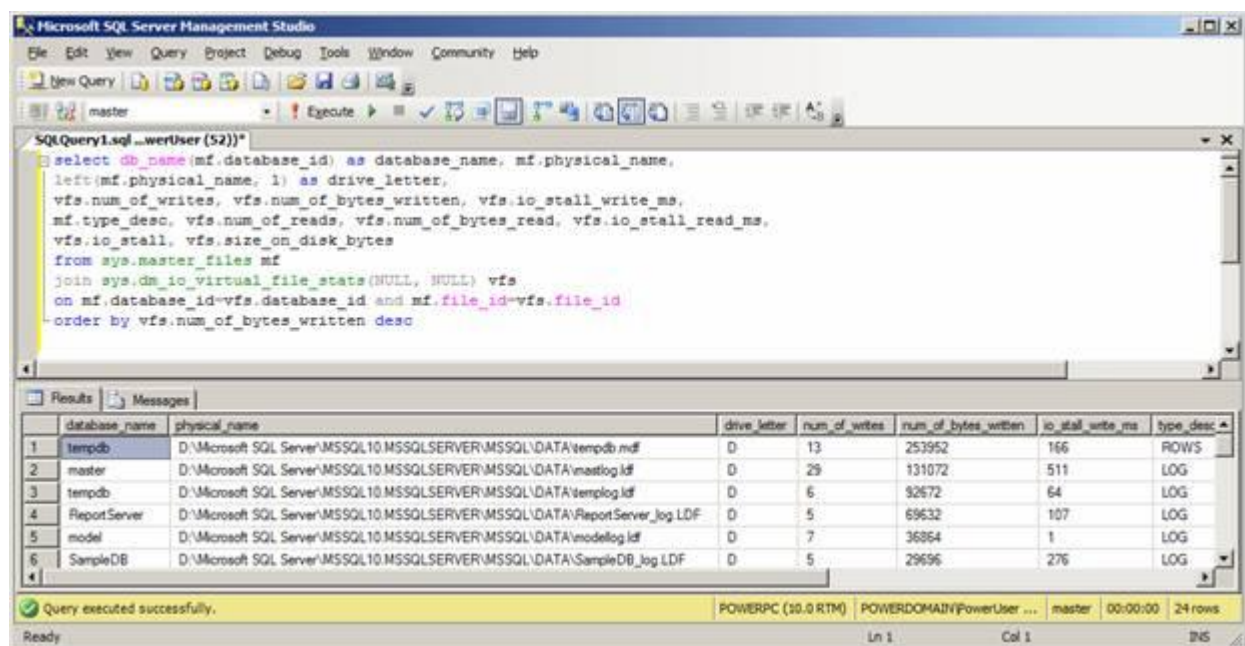 Microsoft SQL Server Management Studio
File Edit View Query Project Debug Tools Window Community Help
New Query
master Execute
SQLQuery1.sql ...werUser (52))*
select db_name(mf.database_id) as database_name, mf.physical_name,
left(mf.physical_name, 1) as drive_letter,
vfs.num_of_writes, vfs.num_of_bytes_written, vfs.io_stall_write_ms,
mf.type_desc, vfs.num_of_reads, vfs.num_of_bytes_read, vfs.io_stall_read_ms,
vfs.io_stall, vfs.size_on_disk_bytes
from sys.master_files mf
join sys.dm_io_virtual_file_stats(NULL, NULL) vfs
on mf.database_id=vfs.database_id and mf.file_id=vfs.file_id
order by vfs.num_of_bytes_written desc
Results Messages
database_name physical_name drive_letter num_of_writes num_of_bytes_written io_stall_write_ms type_desc
1 tempdb D:\Microsoft SQL Server\MSSQL10.MSSQLSERVER\MSSQL\DATA\tempdb.mdf D 13 253952 166 ROWS
2 master D:\Microsoft SQL Server\MSSQL10.MSSQLSERVER\MSSQL\DATA\mastlog.ldf D 29 131072 511 LOG
3 tempdb D:\Microsoft SQL Server\MSSQL10.MSSQLSERVER\MSSQL\DATA\templog.ldf D 6 92672 64 LOG
4 ReportServer D:\Microsoft SQL Server\MSSQL10.MSSQLSERVER\MSSQL\DATA\ReportServer_log.LDF D 5 69632 107 LOG
5 model D:\Microsoft SQL Server\MSSQL10.MSSQLSERVER\MSSQL\DATA\modellog.ldf D 7 36864 1 LOG
6 SampleDB D:\Microsoft SQL Server\MSSQL10.MSSQLSERVER\MSSQL\DATA\SampleDB_log.LDF D 5 29696 276 LOG
Query executed successfully. POWERPC (10.0 RTM) POWERDOMAIN\PowerUser ... master 00:00:00 24 rows
Ready Ln 1 Col 1 INS